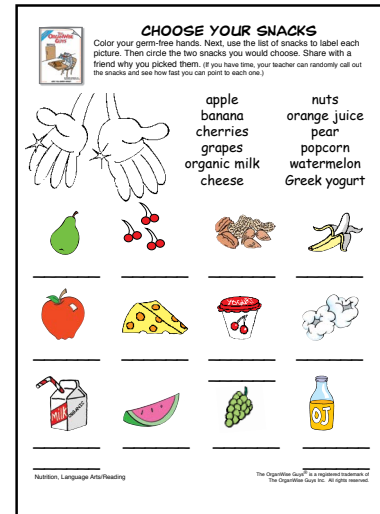 The
OrganWise
Guys
CHOOSE YOUR SNACKS
Color your germ-free hands. Next, use the list of snacks to label each
picture. Then circle the two snacks you would choose. Share with a
friend why you picked them. (If you have time, your teacher can randomly call out
the snacks and see how fast you can point to each one.)
apple
banana
cherries
grapes
organic milk
cheese
nuts
orange juice
pear
popcorn
watermelon
Greek yogurt
YOGURT
Milk
ORGANIC
OJ
Nutrition, Language Arts/Reading
The OrganWise Guys® is a registered trademark of
The OrganWise Guys Inc. All rights reserved.